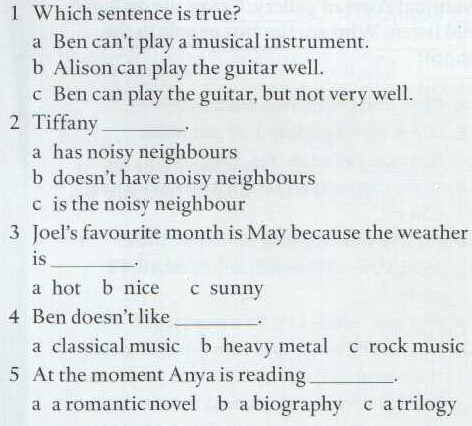 1 Which sentence is true?
a Ben can't play a musical instrument.
b Alison can play the guitar well.
c Ben can play the guitar, but not very well.
2 Tiffany ________
a has noisy neighbours
b doesn't have noisy neighbours
c is the noisy neighbour
3 Joel's favourite month is May because the weather
is ________.
a hot b nice c sunny
4 Ben doesn't like ________.
a classical music b heavy metal c rock music
5 At the moment Anya is reading ________.
a a romantic novel b a biography c a trilogy